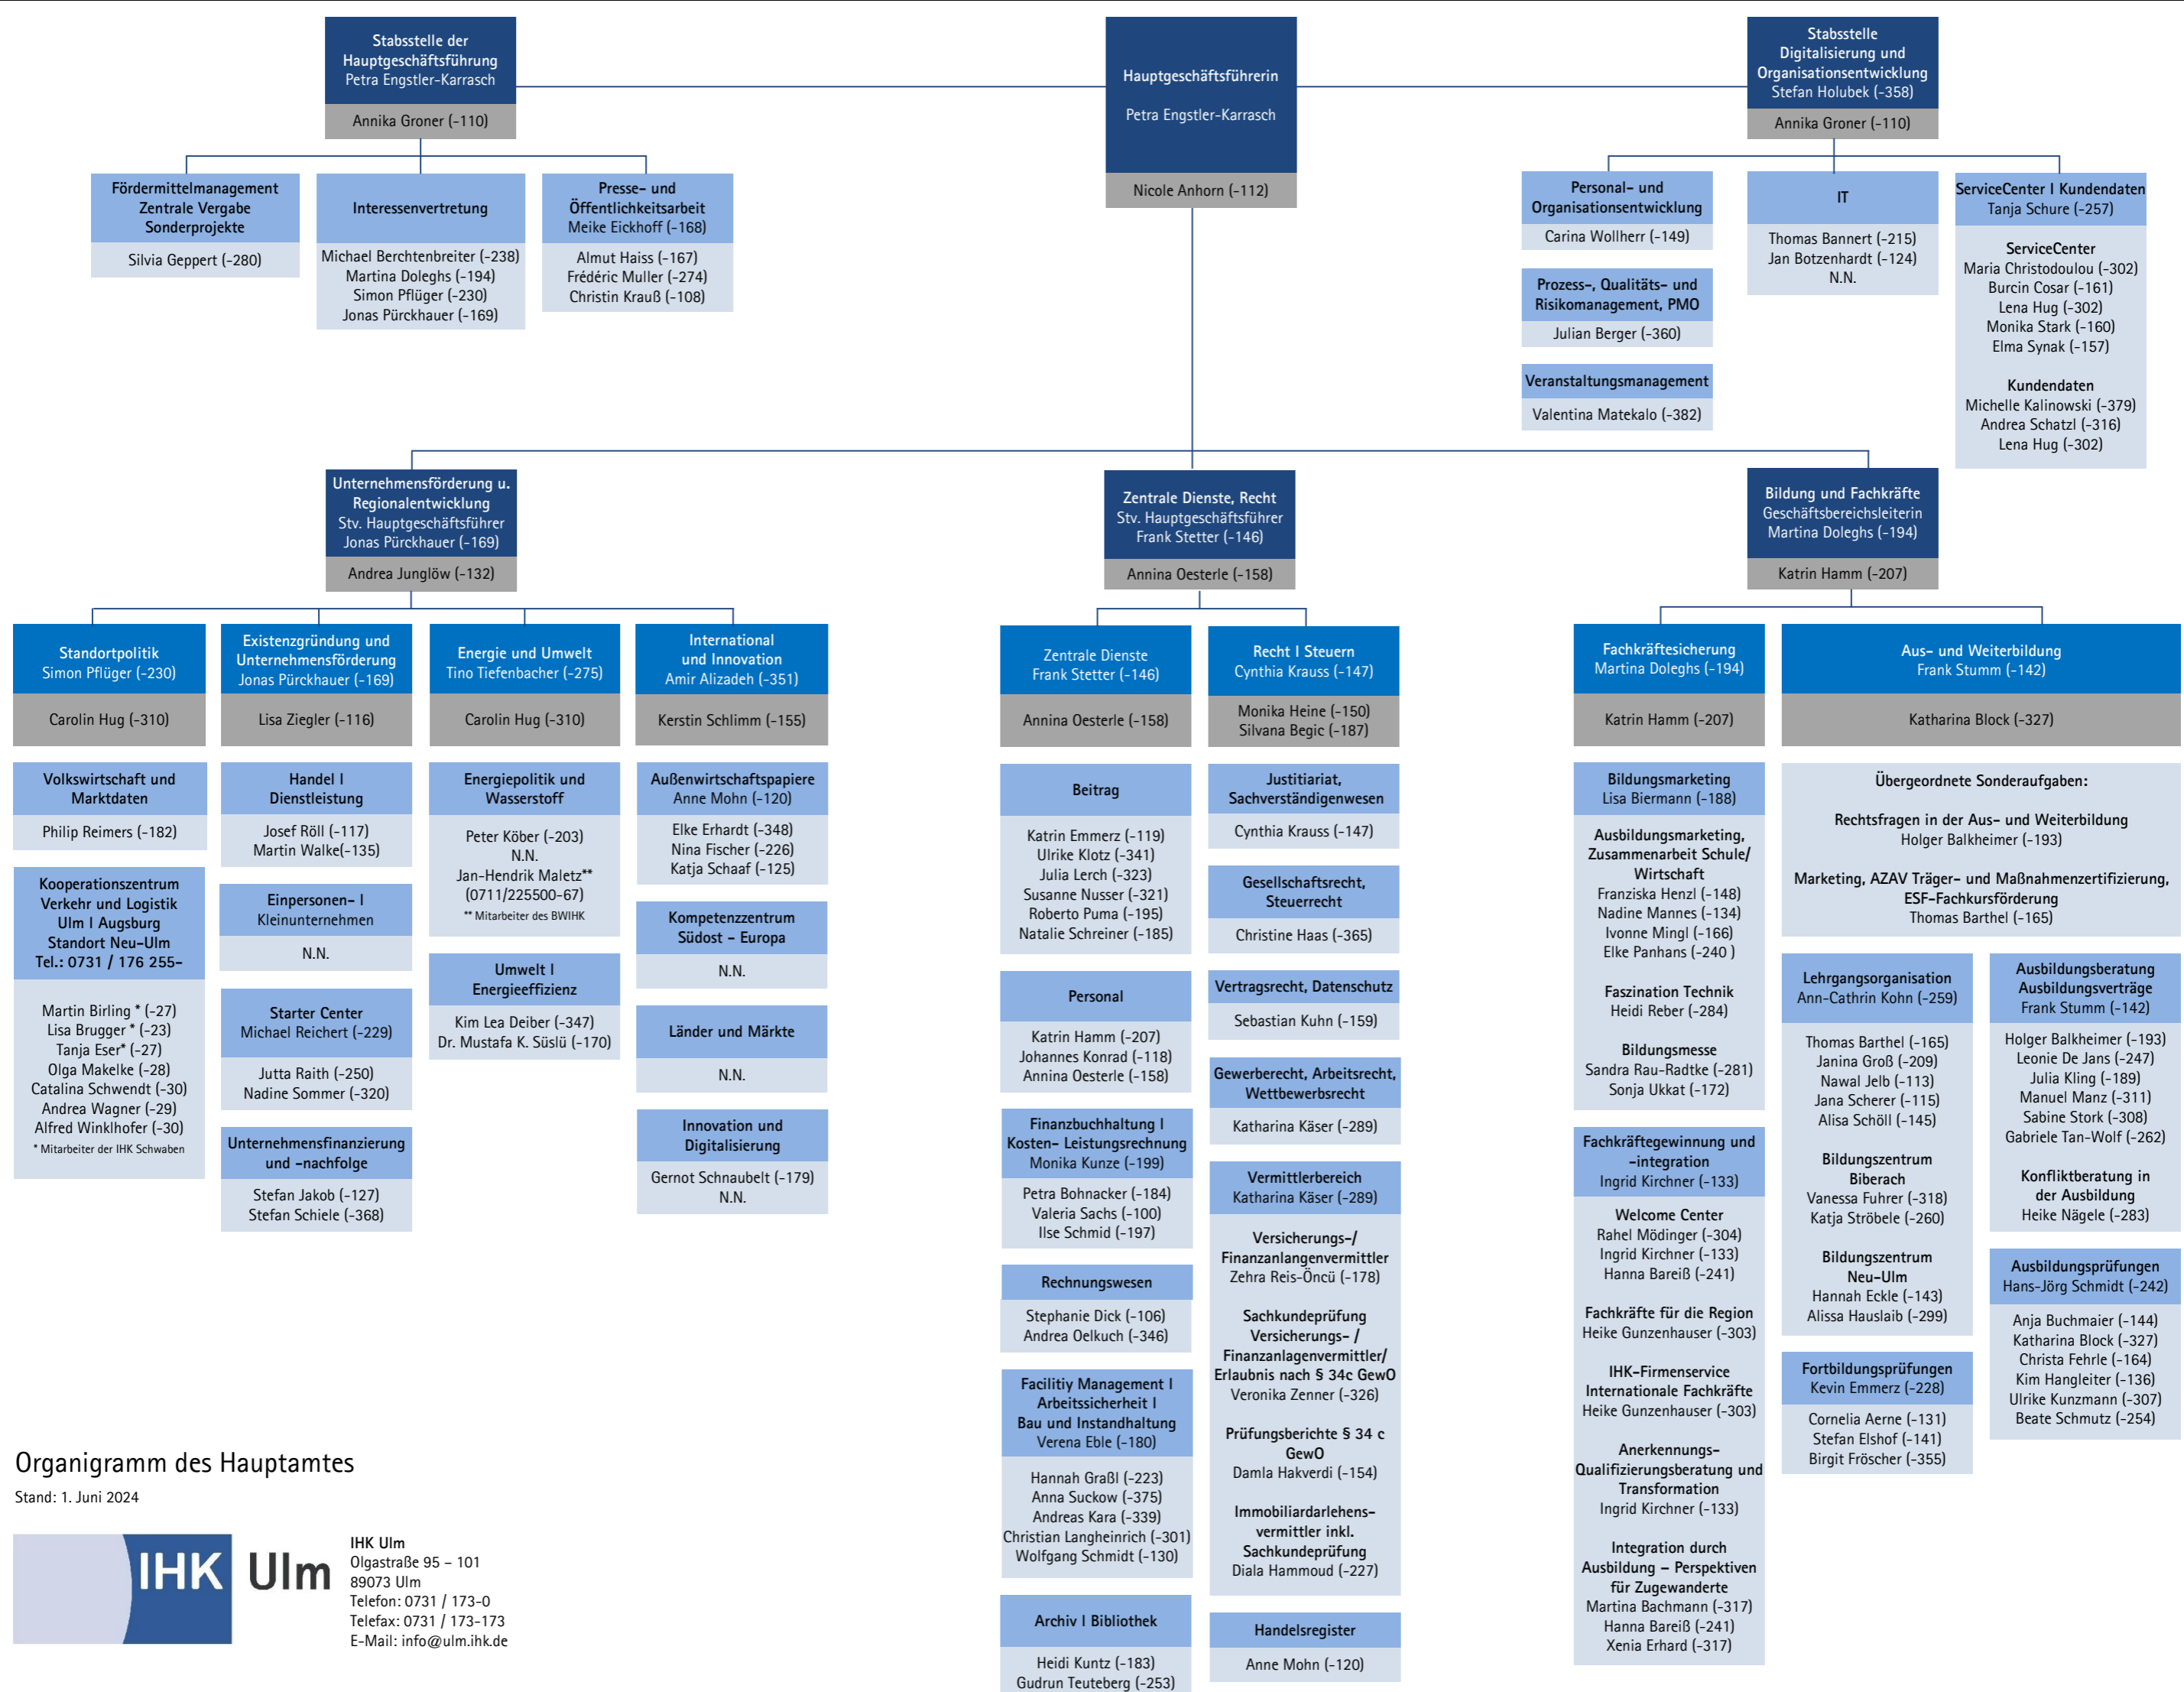 Stabsstelle der
Hauptgeschäftsführung
Petra Engstler-Karrasch
Annika Groner (-110)
Hauptgeschäftsführerin
Petra Engstler-Karrasch
Nicole Anhorn (-112)
Stabsstelle
Digitalisierung und
Organisationsentwicklung
Stefan Holubek (-358)
Annika Groner (-110)
Fördermittelmanagement
Zentrale Vergabe
Sonderprojekte
Silvia Geppert (-280)
Interessenvertretung
Michael Berchtenbreiter (-238)
Martina Doleghs (-194)
Simon Pflüger (-230)
Jonas Pürckhauer (-169)
Presse- und
Öffentlichkeitsarbeit
Meike Eickhoff (-168)
Almut Haiss (-167)
Frédéric Muller (-274)
Christin Krauß (-108)
Personal- und
Organisationsentwicklung
Carina Wollherr (-149)
Prozess-, Qualitäts- und
Risikomanagement, PMO
Julian Berger (-360)
Veranstaltungsmanagement
Valentina Matekalo (-382)
IT
Thomas Bannert (-215)
Jan Botzenhardt (-124)
N.N.
ServiceCenter I Kundendaten
Tanja Schure (-257)
ServiceCenter
Maria Christodoulou (-302)
Burcin Cosar (-161)
Lena Hug (-302)
Monika Stark (-160)
Elma Synak (-157)
Kundendaten
Michelle Kalinowski (-379)
Andrea Schatzl (-316)
Lena Hug (-302)
Unternehmensförderung u.
Regionalentwicklung
Stv. Hauptgeschäftsführer
Jonas Pürckhauer (-169)
Andrea Junglöw (-132)
Zentrale Dienste, Recht
Stv. Hauptgeschäftsführer
Frank Stetter (-146)
Annina Oesterle (-158)
Bildung und Fachkräfte
Geschäftsbereichsleiterin
Martina Doleghs (-194)
Katrin Hamm (-207)
Standortpolitik
Simon Pflüger (-230)
Carolin Hug (-310)
Volkswirtschaft und
Marktdaten
Philip Reimers (-182)
Kooperationszentrum
Verkehr und Logistik
Ulm I Augsburg
Standort Neu-Ulm
Tel.: 0731 / 176 255-
Martin Birling * (-27)
Lisa Brugger * (-23)
Tanja Eser* (-27)
Olga Makelke (-28)
Catalina Schwendt (-30)
Andrea Wagner (-29)
Alfred Winklhofer (-30)
* Mitarbeiter der IHK Schwaben
Existenzgründung und
Unternehmensförderung
Jonas Pürckhauer (-169)
Lisa Ziegler (-116)
Handel I
Dienstleistung
Josef Röll (-117)
Martin Walke(-135)
Einpersonen- I
Kleinunternehmen
N.N.
Starter Center
Michael Reichert (-229)
Jutta Raith (-250)
Nadine Sommer (-320)
Unternehmensfinanzierung
und -nachfolge
Stefan Jakob (-127)
Stefan Schiele (-368)
Energie und Umwelt
Tino Tiefenbacher (-275)
Carolin Hug (-310)
Energiepolitik und
Wasserstoff
Peter Köber (-203)
N.N.
Jan-Hendrik Maletz**
(0711/225500-67)
** Mitarbeiter des BWIHK
Umwelt I
Energieeffizienz
Kim Lea Deiber (-347)
Dr. Mustafa K. Süslü (-170)
International
und Innovation
Amir Alizadeh (-351)
Kerstin Schlimm (-155)
Außenwirtschaftspapiere
Anne Mohn (-120)
Elke Erhardt (-348)
Nina Fischer (-226)
Katja Schaaf (-125)
Kompetenzzentrum
Südost - Europa
N.N.
Länder und Märkte
N.N.
Innovation und
Digitalisierung
Gernot Schnaubelt (-179)
N.N.
Zentrale Dienste
Frank Stetter (-146)
Annina Oesterle (-158)
Beitrag
Katrin Emmerz (-119)
Ulrike Klotz (-341)
Julia Lerch (-323)
Susanne Nusser (-321)
Roberto Puma (-195)
Natalie Schreiner (-185)
Personal
Katrin Hamm (-207)
Johannes Konrad (-118)
Annina Oesterle (-158)
Finanzbuchhaltung I
Kosten- Leistungsrechnung
Monika Kunze (-199)
Petra Bohnacker (-184)
Valeria Sachs (-100)
Ilse Schmid (-197)
Rechnungswesen
Stephanie Dick (-106)
Andrea Oelkuch (-346)
Facilitiy Management I
Arbeitssicherheit I
Bau und Instandhaltung
Verena Eble (-180)
Hannah Graßl (-223)
Anna Suckow (-375)
Andreas Kara (-339)
Christian Langheinrich (-301)
Wolfgang Schmidt (-130)
Archiv I Bibliothek
Heidi Kuntz (-183)
Gudrun Teuteberg (-253)
Recht I Steuern
Cynthia Krauss (-147)
Monika Heine (-150)
Silvana Begic (-187)
Justitiariat,
Sachverständigenwesen
Cynthia Krauss (-147)
Gesellschaftsrecht,
Steuerrecht
Christine Haas (-365)
Vertragsrecht, Datenschutz
Sebastian Kuhn (-159)
Gewerberecht, Arbeitsrecht,
Wettbewerbsrecht
Katharina Käser (-289)
Vermittlerbereich
Katharina Käser (-289)
Versicherungs-/
Finanzanlangenvermittler
Zehra Reis-Öncü (-178)
Sachkundeprüfung
Versicherungs- /
Finanzanlagenvermittler/
Erlaubnis nach § 34c GewO
Veronika Zenner (-326)
Prüfungsberichte § 34 c
GewO
Damla Hakverdi (-154)
Immobiliardarlehens-
vermittler inkl.
Sachkundeprüfung
Diala Hammoud (-227)
Handelsregister
Anne Mohn (-120)
Fachkräftesicherung
Martina Doleghs (-194)
Katrin Hamm (-207)
Bildungsmarketing
Lisa Biermann (-188)
Ausbildungsmarketing,
Zusammenarbeit Schule/
Wirtschaft
Franziska Henzl (-148)
Nadine Mannes (-134)
Ivonne Mingl (-166)
Elke Panhans (-240 )
Faszination Technik
Heidi Reber (-284)
Bildungsmesse
Sandra Rau-Radtke (-281)
Sonja Ukkat (-172)
Fachkräftegewinnung und
-integration
Ingrid Kirchner (-133)
Welcome Center
Rahel Mödinger (-304)
Ingrid Kirchner (-133)
Hanna Bareiß (-241)
Fachkräfte für die Region
Heike Gunzenhauser (-303)
IHK-Firmenservice
Internationale Fachkräfte
Heike Gunzenhauser (-303)
Anerkennungs-
Qualifizierungsberatung und
Transformation
Ingrid Kirchner (-133)
Integration durch
Ausbildung – Perspektiven
für Zugewanderte
Martina Bachmann (-317)
Hanna Bareiß (-241)
Xenia Erhard (-317)
Aus- und Weiterbildung
Frank Stumm (-142)
Katharina Block (-327)
Übergeordnete Sonderaufgaben:
Rechtsfragen in der Aus- und Weiterbildung
Holger Balkheimer (-193)
Marketing, AZAV Träger- und Maßnahmenzertifizierung,
ESF-Fachkursförderung
Thomas Barthel (-165)
Lehrgangsorganisation
Ann-Cathrin Kohn (-259)
Thomas Barthel (-165)
Janina Groß (-209)
Nawal Jelb (-113)
Jana Scherer (-115)
Alisa Schöll (-145)
Bildungszentrum
Biberach
Vanessa Fuhrer (-318)
Katja Ströbele (-260)
Bildungszentrum
Neu-Ulm
Hannah Eckle (-143)
Alissa Hauslaib (-299)
Fortbildungsprüfungen
Kevin Emmerz (-228)
Cornelia Aerne (-131)
Stefan Elshof (-141)
Birgit Fröscher (-355)
Ausbildungsberatung
Ausbildungsverträge
Frank Stumm (-142)
Holger Balkheimer (-193)
Leonie De Jans (-247)
Julia Kling (-189)
Manuel Manz (-311)
Sabine Stork (-308)
Gabriele Tan-Wolf (-262)
Konfliktberatung in
der Ausbildung
Heike Nägele (-283)
Ausbildungsprüfungen
Hans-Jörg Schmidt (-242)
Anja Buchmaier (-144)
Katharina Block (-327)
Christa Fehrle (-164)
Kim Hangleiter (-136)
Ulrike Kunzmann (-307)
Beate Schmutz (-254)
Organigramm des Hauptamtes
Stand: 1. Juni 2024
IHK Ulm
IHK Ulm
Olgastraße 95 – 101
89073 Ulm
Telefon: 0731 / 173-0
Telefax: 0731 / 173-173
E-Mail: info@ulm.ihk.de